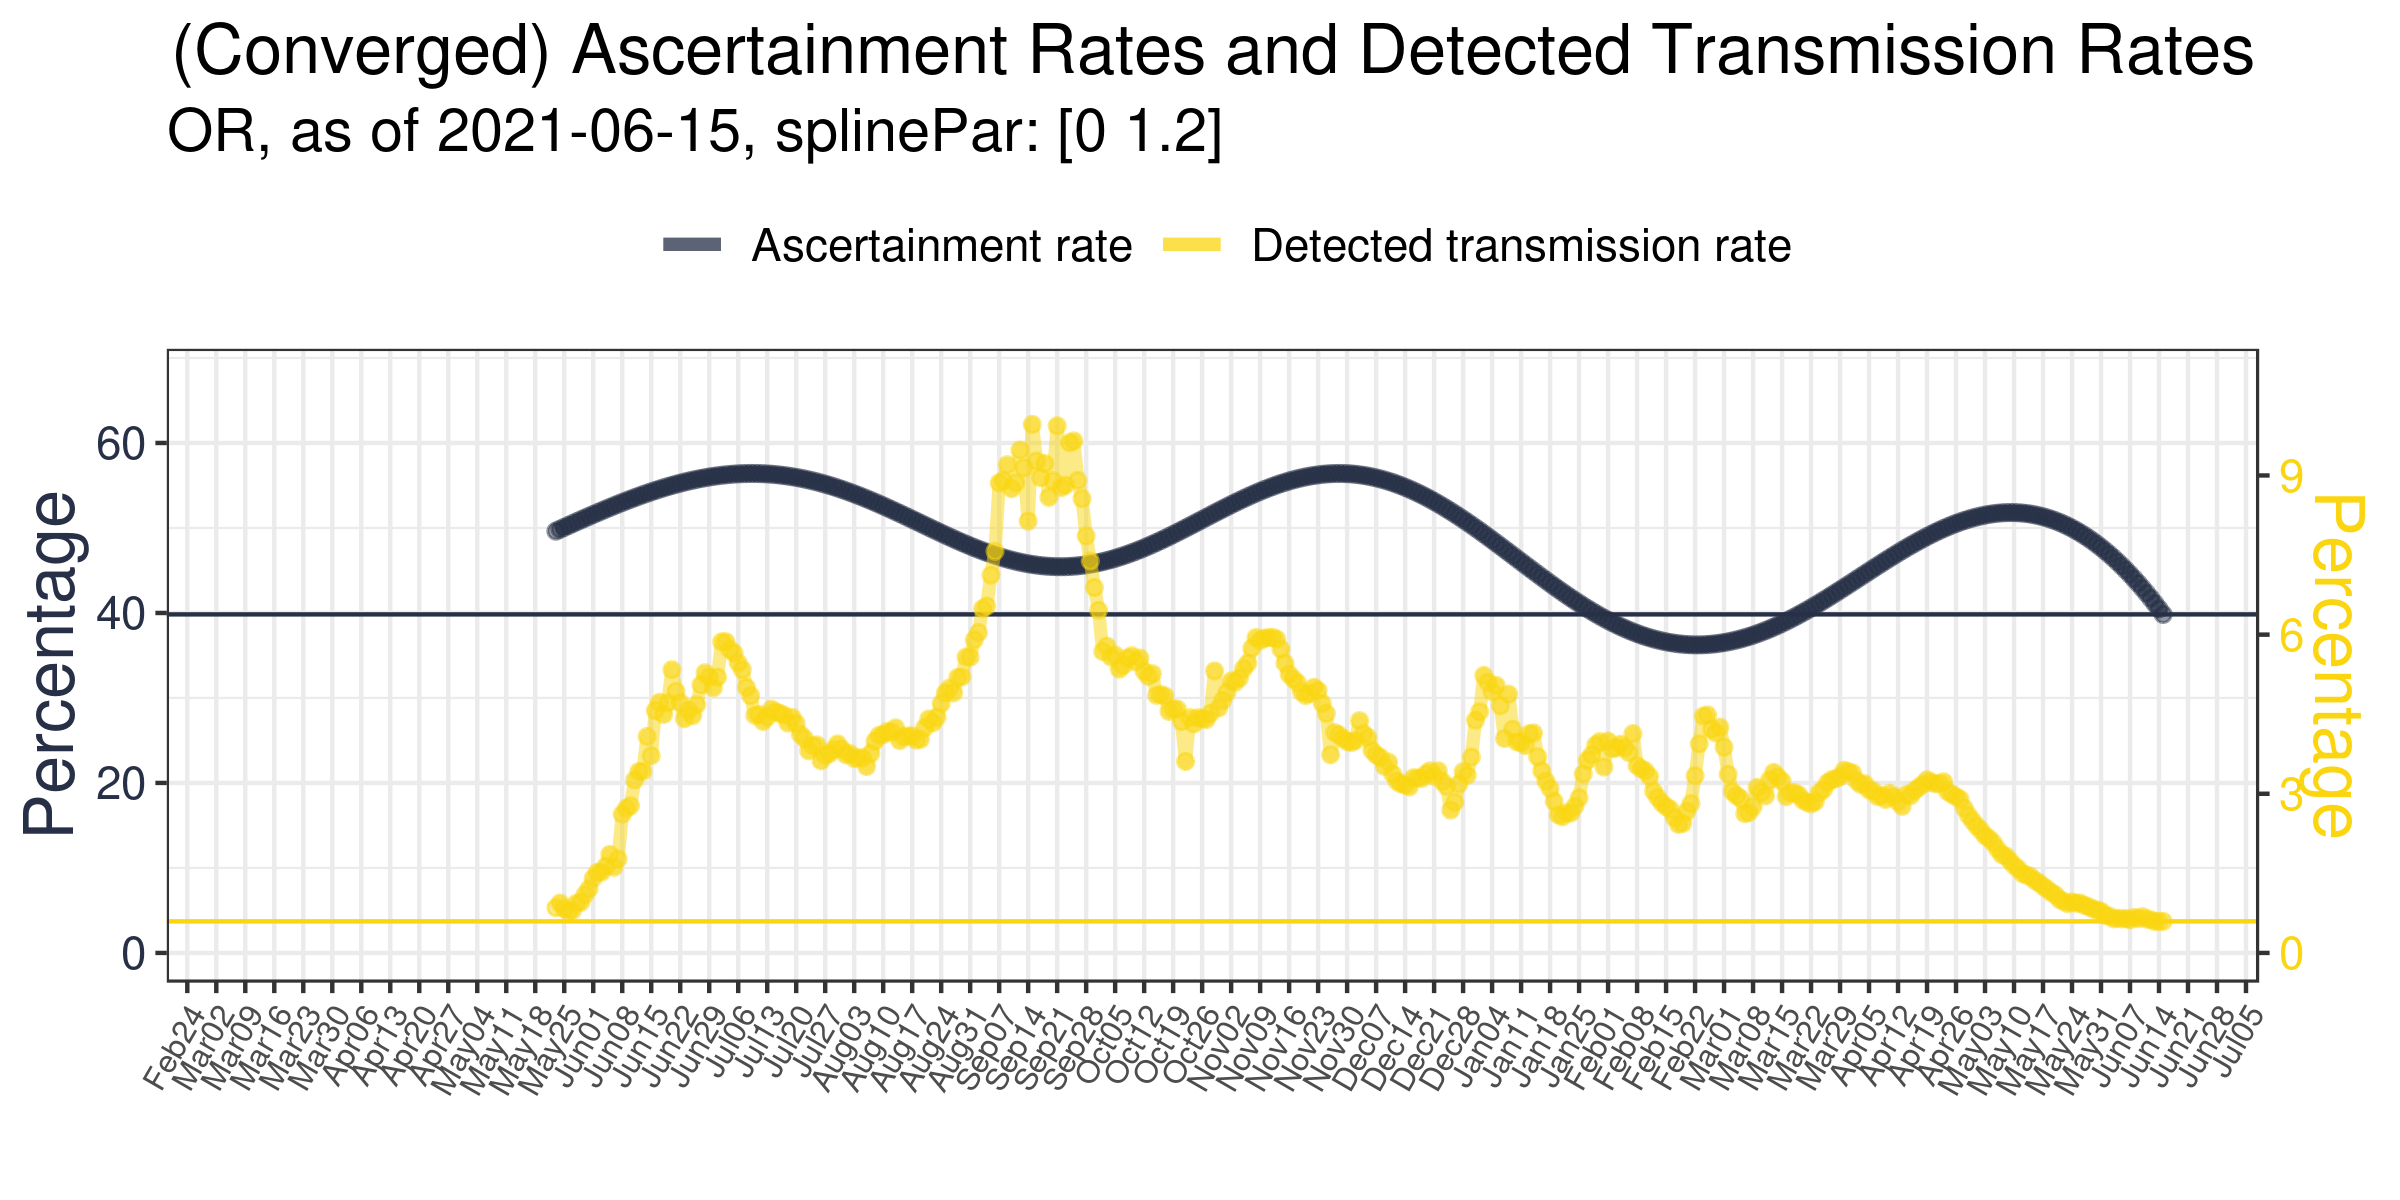 (Converged) Ascertainment Rates and Detected Transmission Rates
OR, as of 2021-06-15, splinePar: [0 1.2]
Ascertainment rate
Detected transmission rate
Percentage
60
40
20
0
9
6
3
0
Percentage
Feb24
Mar02
Mar09
Mar16
Mar23
Mar30
Apr06
Apr13
Apr20
Apr27
May04
May11
May18
May25
Jun01
Jun08
Jun15
Jun22
Jun29
Jul06
Jul13
Jul20
Jul27
Aug03
Aug10
Aug17
Aug24
Aug31
Sep07
Sep14
Sep21
Sep28
Oct05
Oct12
Oct19
Oct26
Nov02
Nov09
Nov16
Nov23
Nov30
Dec07
Dec14
Dec21
Dec28
Jan04
Jan11
Jan18
Jan25
Feb01
Feb08
Feb15
Feb22
Mar01
Mar08
Mar15
Mar22
Mar29
Apr05
Apr12
Apr19
Apr26
May03
May10
May17
May24
May31
Jun07
Jun14
Jun21
Jun28
Jul05